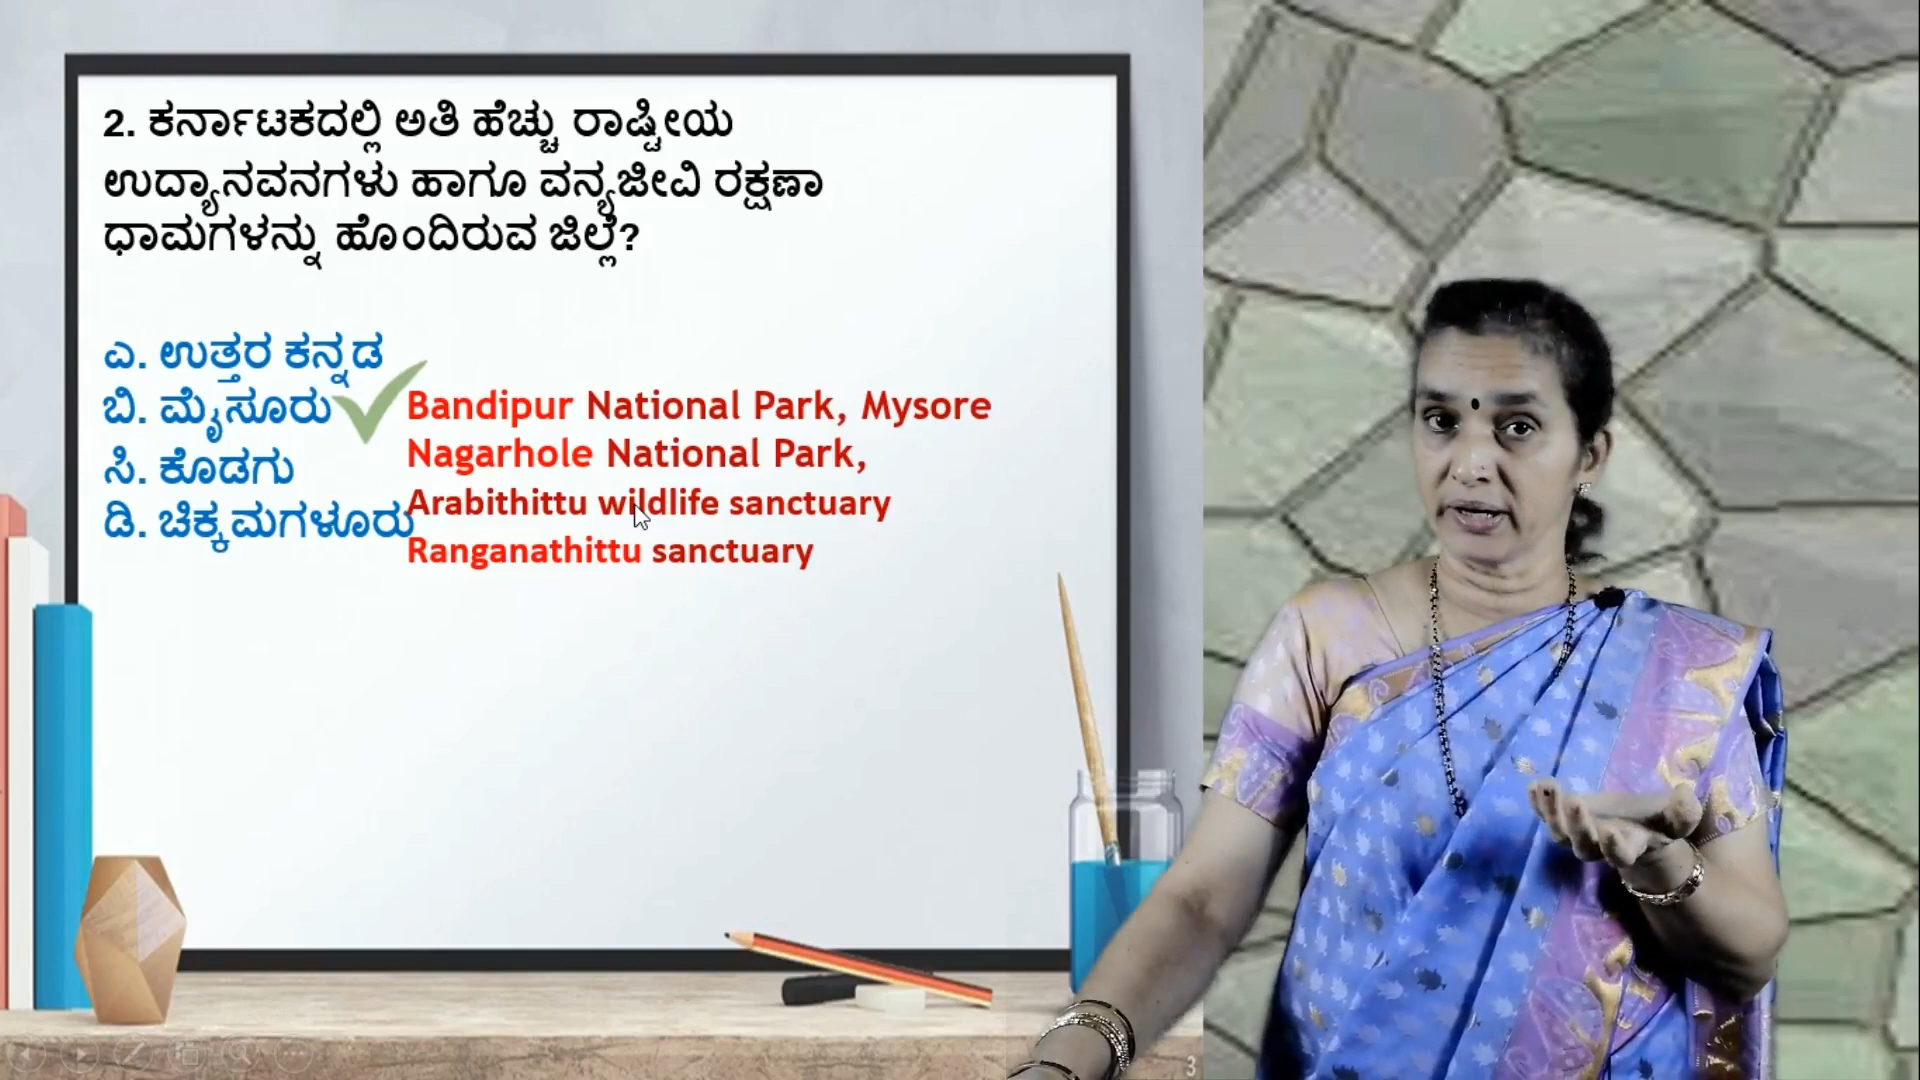 2. ಕರ್ನಾಟಕದಲ್ಲಿ ಅತಿ ಹೆಚ್ಚು ರಾಷ್ಟೀಯ
ಉದ್ಯಾನವನಗಳು ಹಾಗೂ ವನ್ಯಜೀವಿ ರಕ್ಷಣಾ
ಧಾಮಗಳನ್ನು ಹೊಂದಿರುವ ಜಿಲ್ಲೆ?
ಎ. ಉತ್ತರ ಕನ್ನಡ
ಬಿ. ಮೈಸೂರು
ಸಿ. ಕೊಡಗು
ಡಿ. ಚಿಕ್ಕಮಗಳೂರು
Bandipur National Park, Mysore
Nagarhole National Park,
Arabithittu wildlife sanctuary
Ranganathittu sanctuary
3